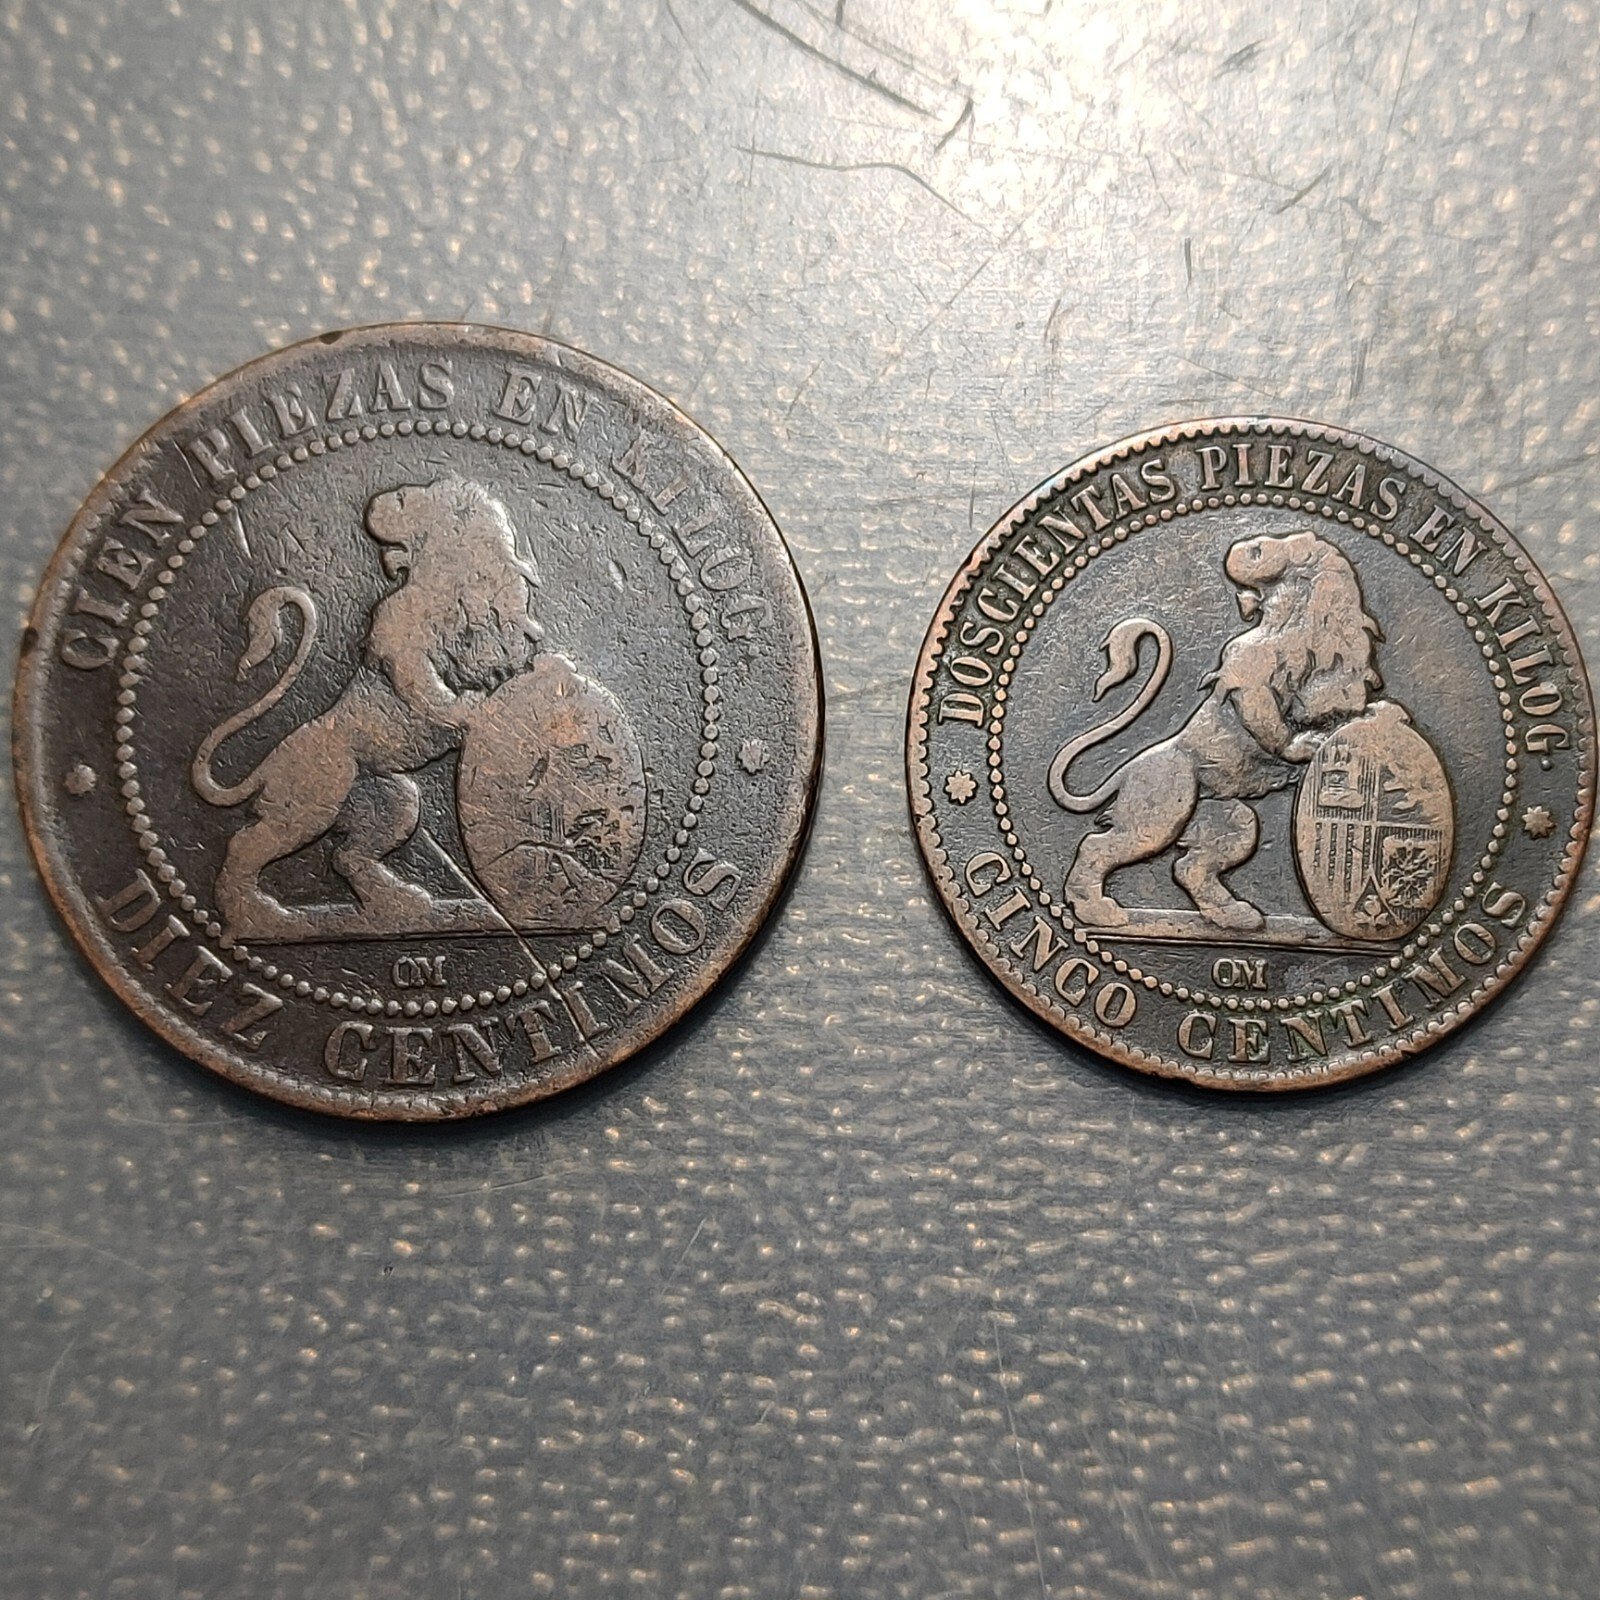 CIEN PIEZAS EN KILOG.
OM
DIEZ CENTIMOS
DOSCIENTAS PIEZAS EN KILOG.
OM
CINCO CENTIMOS